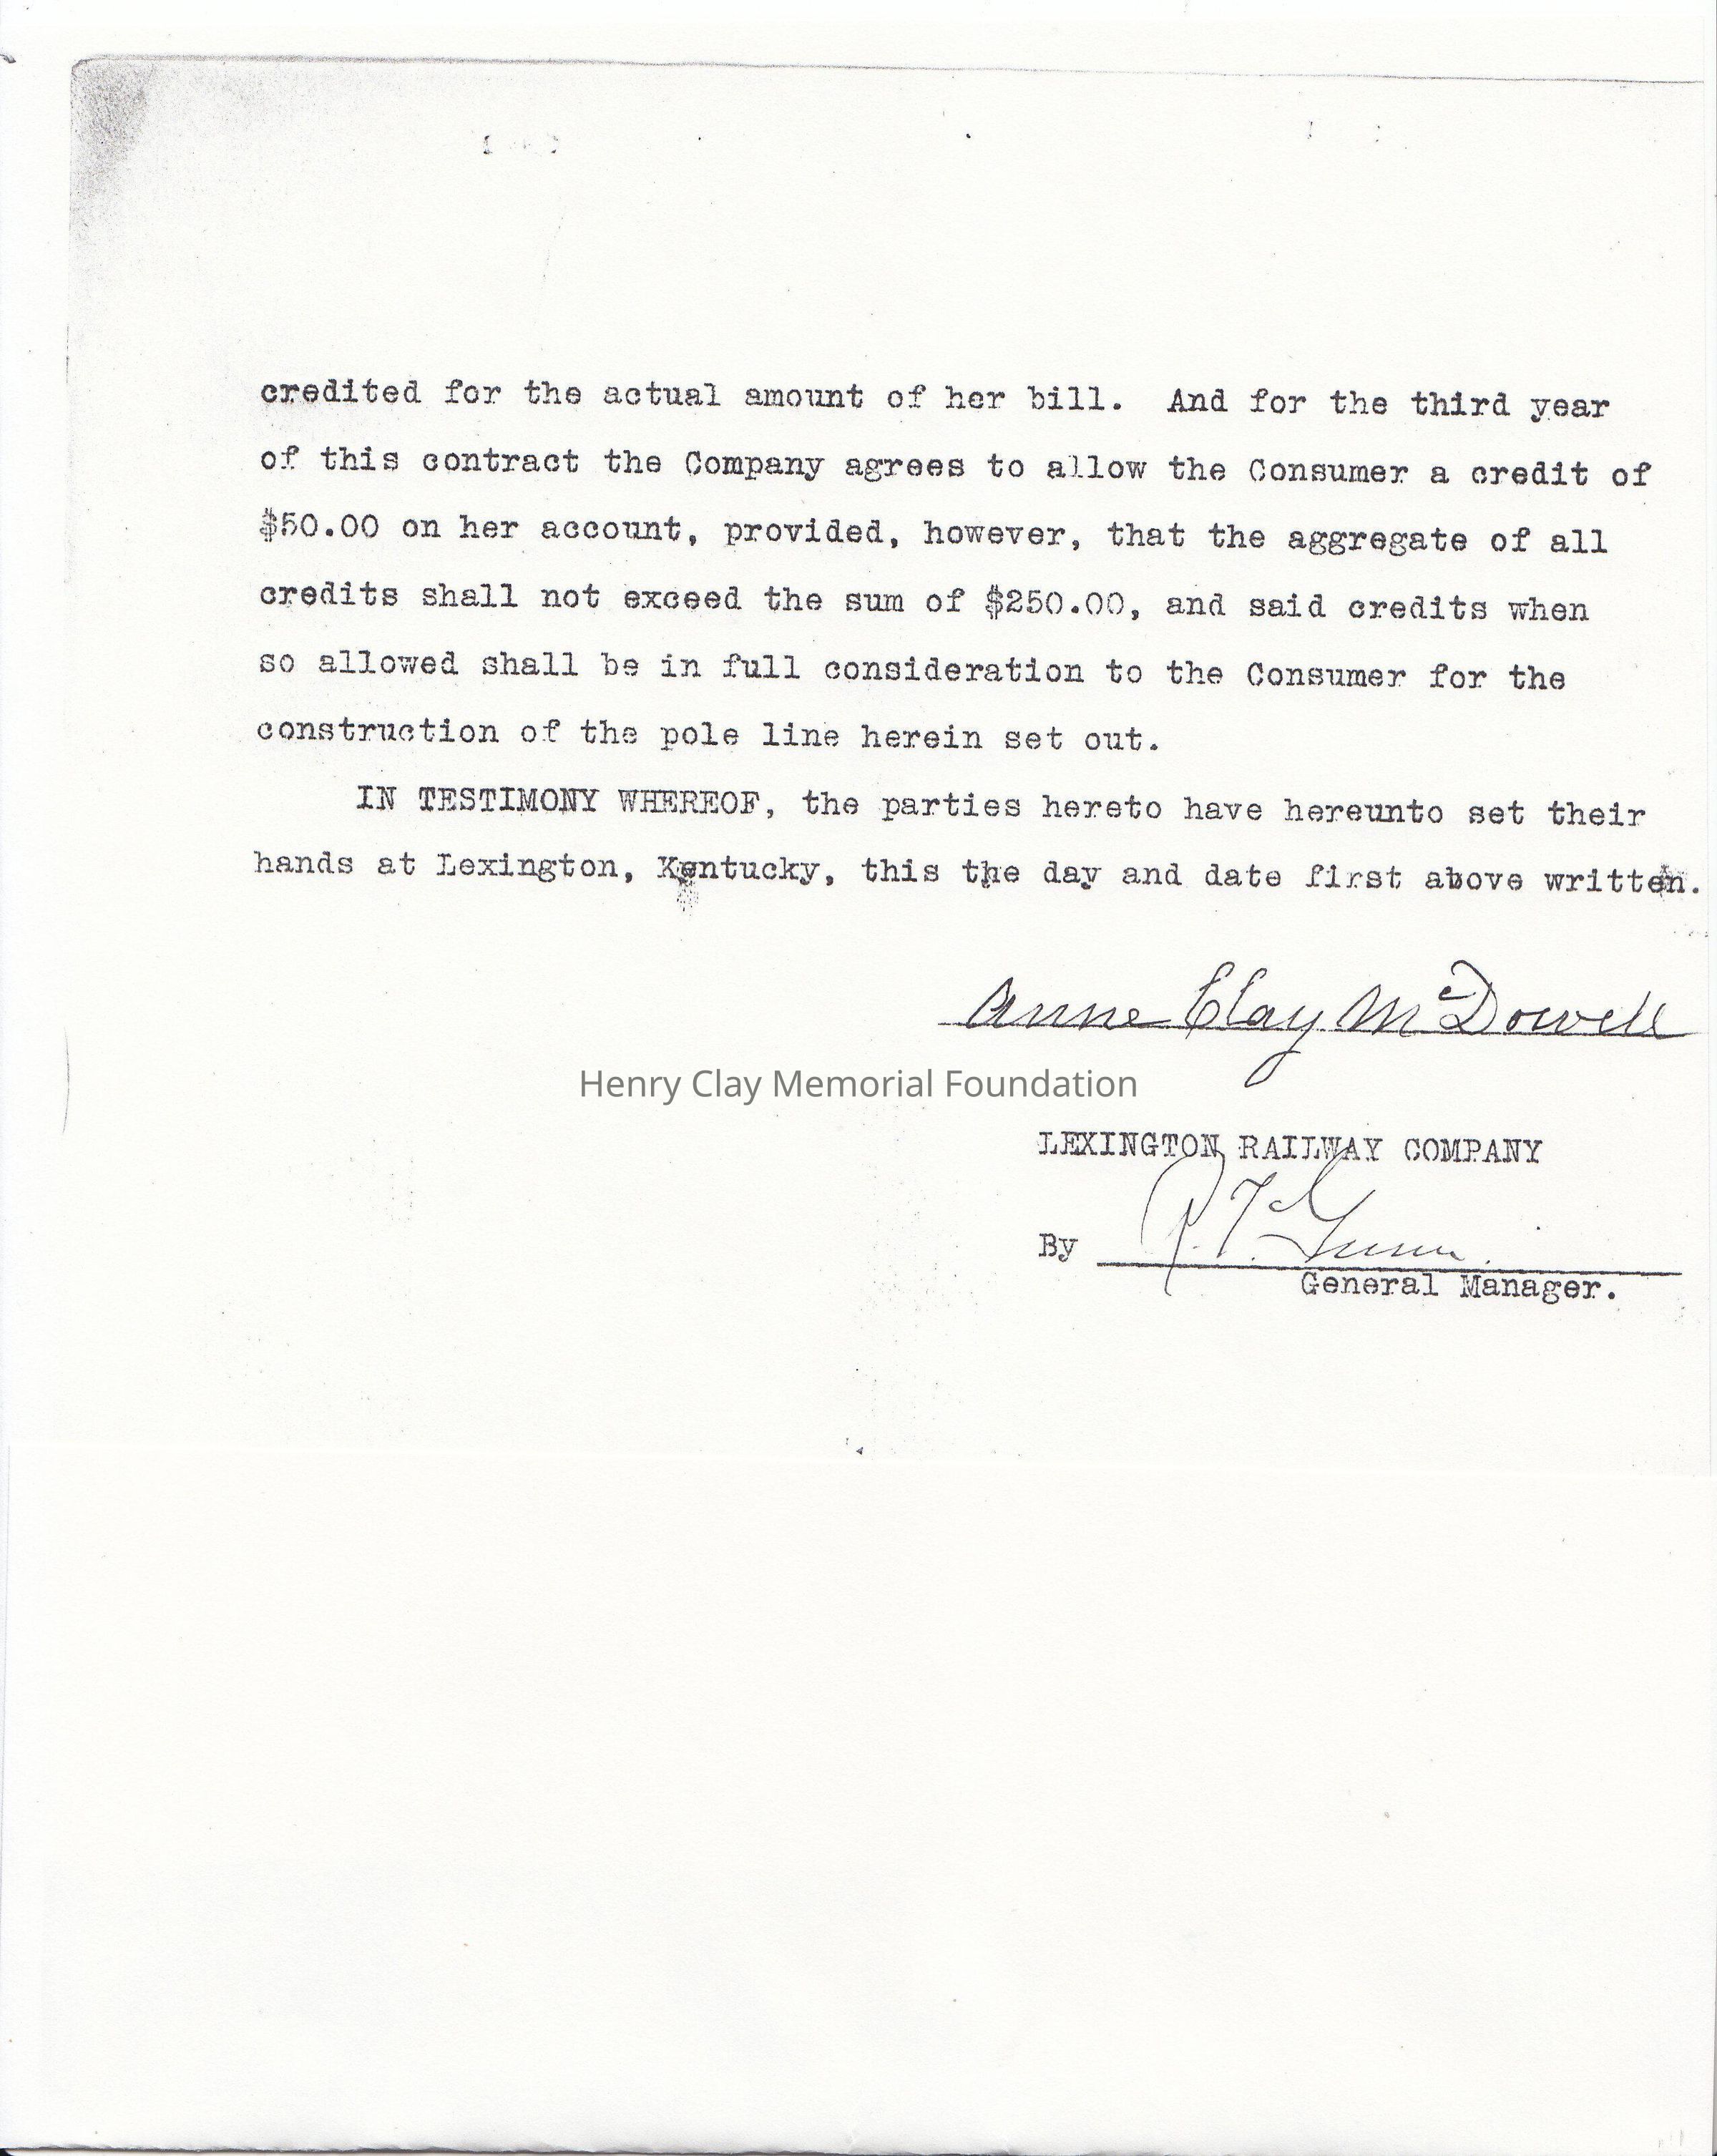 credited for the actual amount of her bill. And for the third year
of this contract the Company agrees to allow the Consumer a credit of
$50.00 on her account, provided, however, that the aggregate of all
credits shall not exceed the sum of $250.00, and said credits when
so allowed shall be in full consideration to the Consumer for the
construction of the pole line herein set out.
IN TESTIMONY WHEREOF, the parties hereto have hereunto set their
hands at Lexington, Kentucky, this the day and date first above written.
Anne Clay McDowell
Henry Clay Memorial Foundation
LEXINGTON RAILWAY COMPANY
By
General Manager.